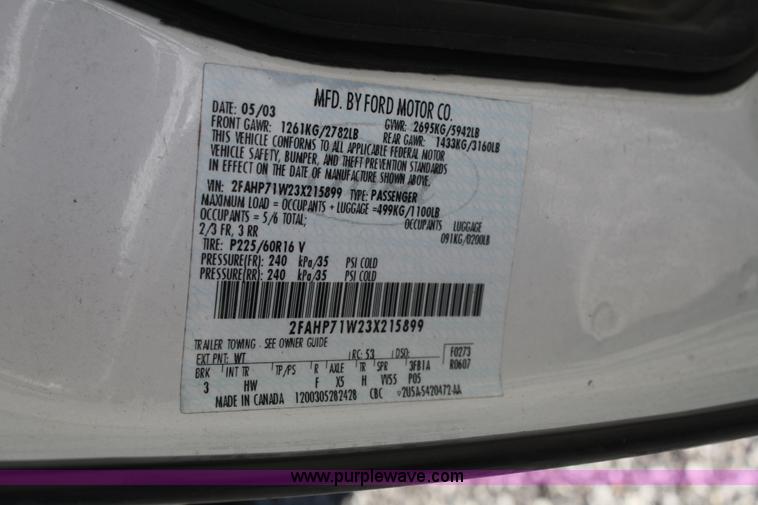 MFD. BY FORD MOTOR CO.
DATE: 05/03 GVWR: 2695KG/5942LB
FRONT GAWR: 1261KG/2782LB REAR GAWR: 1433KG/3160LB
THIS VEHICLE CONFORMS TO ALL APPLICABLE FEDERAL MOTOR
VEHICLE SAFETY, BUMPER, AND THEFT PREVENTION STANDARDS
IN EFFECT ON THE DATE OF MANUFACTURE SHOWN ABOVE.
VIN: 2FAHP71W23X215899 TYPE: PASSENGER
MAXIMUM LOAD = OCCUPANTS + LUGGAGE =499KG/1100LB
OCCUPANTS = 5/6 TOTAL; OCCUPANTS LUGGAGE
2/3 FR, 3 RR 091KG/0200LB
TIRE: P225/60R16 V
PRESSURE(FR): 240 kPa/35 PSI COLD
PRESSURE(RR): 240 kPa/35 PSI COLD
2FAHP71W23X215899
TRAILER TOWING - SEE OWNER GUIDE
EXT PNT: WT RC: 53 DSO: F0273
BRK INT TR TP/PS R AXLE TR SPR 3FB1A R0607
3 HW F X5 H VV55 P05
MADE IN CANADA 1200305282428 CBC 2U5A-5420472-AA
www.purplewave.com